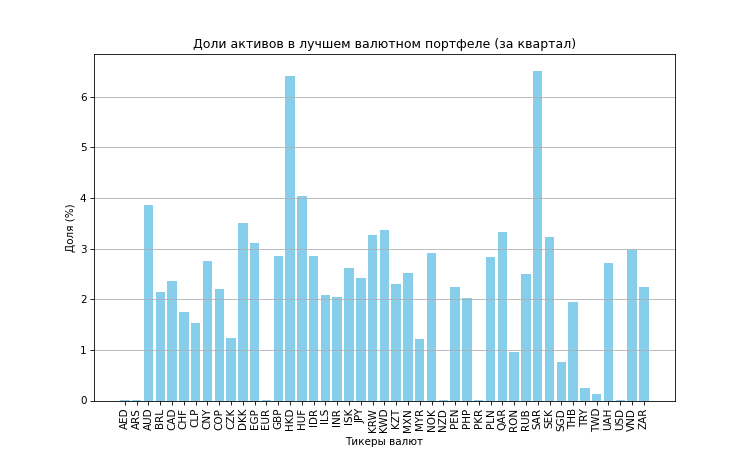 Доли активов в лучшем валютном портфеле (за квартал)
Доля (%)
6
5
4
3
2
1
0
AED ARS AUD BRL CAD CHF CLP CNY COP CZK DKK EGP EUR GBP HKD HUF IDR ILS INR ISK JPY KRW KWD KZT MXN MYR NOK NZD PEN PHP PKR PLN QAR RON RUB SAR SEK SGD THB TRY TWD UAH USD VND ZAR
Тикеры валют